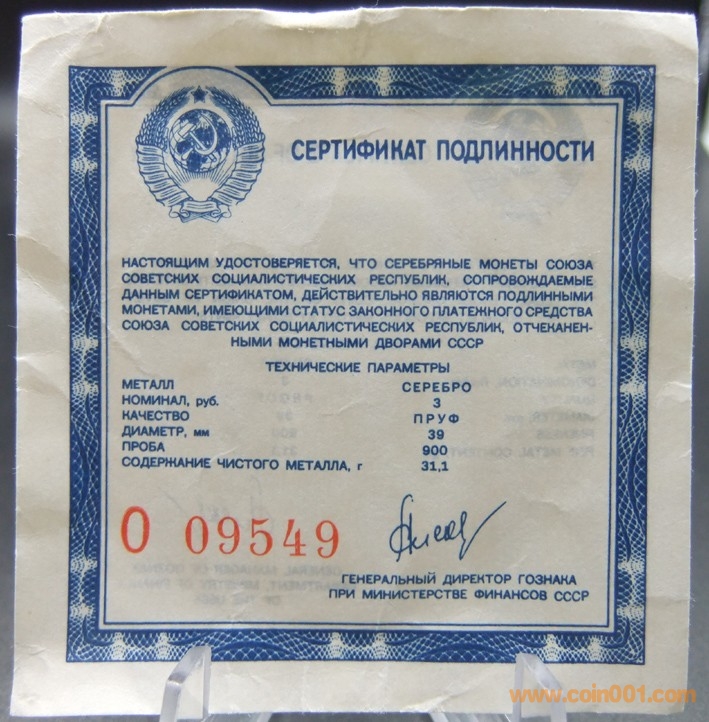 СЕРТИФИКАТ ПОДЛИННОСТИ
НАСТОЯЩИМ УДОСТОВЕРЯЕТСЯ, ЧТО СЕРЕБРЯНЫЕ МОНЕТЫ СОЮЗА
СОВЕТСКИХ СОЦИАЛИСТИЧЕСКИХ РЕСПУБЛИК, СОПРОВОЖДАЕМЫЕ
ДАННЫМ СЕРТИФИКАТОМ, ДЕЙСТВИТЕЛЬНО ЯВЛЯЮТСЯ ПОДЛИННЫМИ
МОНЕТАМИ, ИМЕЮЩИМИ СТАТУС ЗАКОННОГО ПЛАТЕЖНОГО СРЕДСТВА
СОЮЗА СОВЕТСКИХ СОЦИАЛИСТИЧЕСКИХ РЕСПУБЛИК, ОТЧЕКАНЕН-
НЫМИ МОНЕТНЫМИ ДВОРАМИ СССР
ТЕХНИЧЕСКИЕ ПАРАМЕТРЫ
МЕТАЛЛ СЕРЕБРО
НОМИНАЛ, руб. 3
КАЧЕСТВО ПРУФ
ДИАМЕТР, мм 39
ПРОБА 900
СОДЕРЖАНИЕ ЧИСТОГО МЕТАЛЛА, г 31,1
О 09549
ГЕНЕРАЛЬНЫЙ ДИРЕКТОР ГОЗНАКА
ПРИ МИНИСТЕРСТВЕ ФИНАНСОВ СССР
www.coin001.com